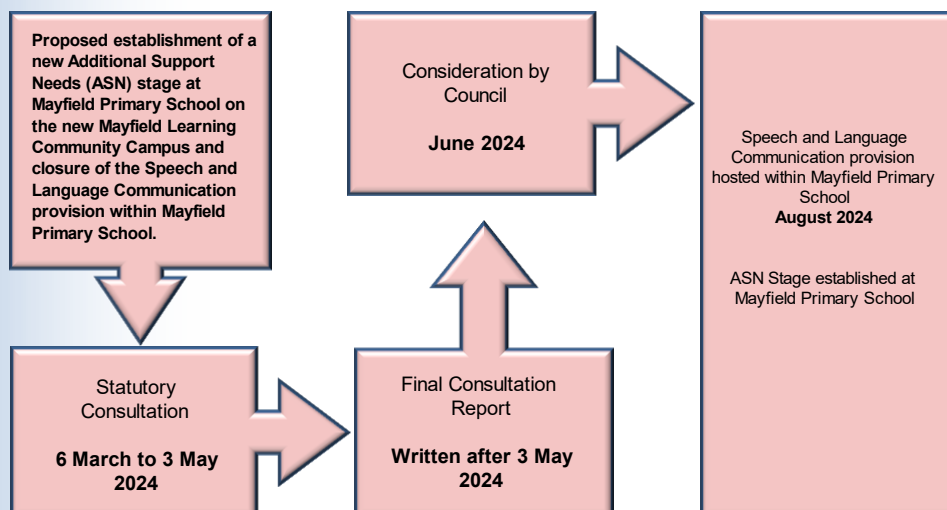 Proposed establishment of a
new Additional Support
Needs (ASN) stage at
Mayfield Primary School on
the new Mayfield Learning
Community Campus and
closure of the Speech and
Language Communication
provision within Mayfield
Primary School.
Statutory
Consultation
6 March to 3 May
2024
Final Consultation
Report
Written after 3 May
2024
Consideration by
Council
June 2024
Speech and Language
Communication provision
hosted within Mayfield Primary
School
August 2024
ASN Stage established at
Mayfield Primary School